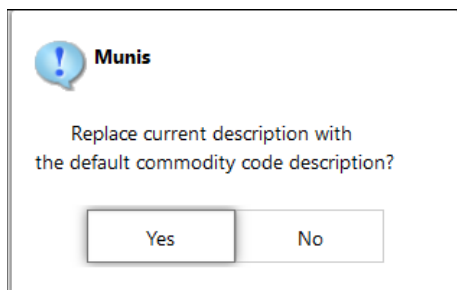 Munis
Replace current description with
the default commodity code description?
Yes
No